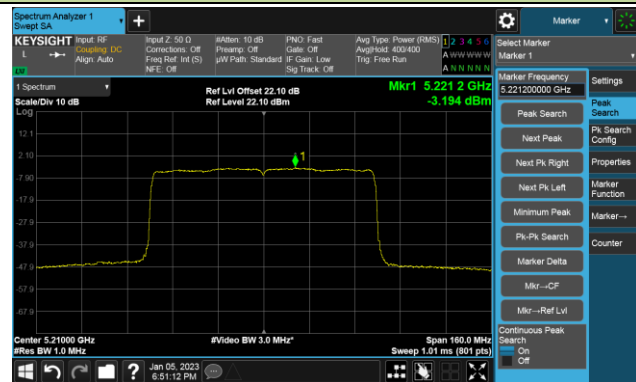 Spectrum Analyzer 1
Swept SA
Marker
KEYSIGHT
L
Input: RF
Coupling: DC
Align: Auto
Input Z: 50 Ω
Corrections: Off
Freq Ref: Int (S)
NFE: Off
#Atten: 10 dB
Preamp: Off
µW Path: Standard
PNO: Fast
Gate: Off
IF Gain: Low
Sig Track: Off
Avg Type: Power (RMS)
Avg|Hold: 400/400
Trig: Free Run
1 2 3 4 5 6
A W W W W W
A N N N N N
Select Marker
Marker 1
1 Spectrum
Scale/Div 10 dB
Log
Ref Lvl Offset 22.10 dB
Ref Level 22.10 dBm
Mkr1 5.221 2 GHz
-3.194 dBm
12.1
2.10
-7.90
-17.9
-27.9
-37.9
-47.9
-57.9
-67.9
1
Center 5.21000 GHz
#Res BW 1.0 MHz
#Video BW 3.0 MHz*
Span 160.0 MHz
Sweep 1.01 ms (801 pts)
Marker Frequency
5.221200000 GHz
Peak Search
Next Peak
Next Pk Right
Next Pk Left
Minimum Peak
Pk-Pk Search
Marker Delta
Mkr→CF
Mkr→Ref Lvl
Continuous Peak
Search
On
Off
Settings
Peak
Search
Pk Search
Config
Properties
Marker
Function
Marker→
Counter
?
Jan 05, 2023
6:51:12 PM